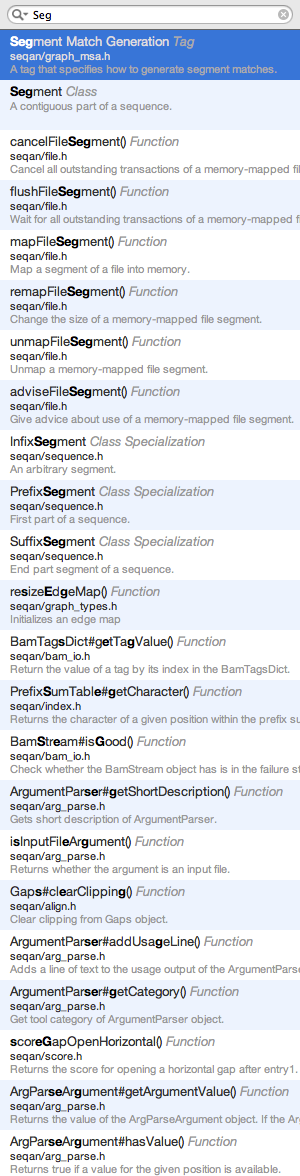 Seg
Segment Match Generation Tag
seqan/graph_msa.h
A tag that specifies how to generate segment matches.
Segment Class
A contiguous part of a sequence.
cancelFileSegment() Function
seqan/file.h
Cancel all outstanding transactions of a memory-mapped file
flushFileSegment() Function
seqan/file.h
Wait for all outstanding transactions of a memory-mapped fi
mapFileSegment() Function
seqan/file.h
Map a segment of a file into memory.
remapFileSegment() Function
seqan/file.h
Change the size of a memory-mapped file segment.
unmapFileSegment() Function
seqan/file.h
Unmap a memory-mapped file segment.
adviseFileSegment() Function
seqan/file.h
Give advice about use of a memory-mapped file segment.
InfixSegment Class Specialization
seqan/sequence.h
An arbitrary segment.
PrefixSegment Class Specialization
seqan/sequence.h
First part of a sequence.
SuffixSegment Class Specialization
seqan/sequence.h
End part segment of a sequence.
resizeEdgeMap() Function
seqan/graph_types.h
Initializes an edge map
BamTagsDict#getTagValue() Function
seqan/bam_io.h
Return the value of a tag by its index in the BamTagsDict.
PrefixSumTable#getCharacter() Function
seqan/index.h
Returns the character of a given position within the prefix su
BamStream#isGood() Function
seqan/bam_io.h
Check whether the BamStream object has is in the failure st
ArgumentParser#getShortDescription() Function
seqan/arg_parse.h
Gets short description of ArgumentParser.
isInputFileArgument() Function
seqan/arg_parse.h
Returns whether the argument is an input file.
Gaps#clearClipping() Function
seqan/align.h
Clear clipping from Gaps object.
ArgumentParser#addUsageLine() Function
seqan/arg_parse.h
Adds a line of text to the usage output of the ArgumentParse
ArgumentParser#getCategory() Function
seqan/arg_parse.h
Get tool category of ArgumentParser object.
scoreGapOpenHorizontal() Function
seqan/score.h
Returns the score for opening a horizontal gap after entry1.
ArgParseArgument#getArgumentValue() Function
seqan/arg_parse.h
Returns the value of the ArgParseArgument object. If the Ar
ArgParseArgument#hasValue() Function
seqan/arg_parse.h
Returns true if a value for the given position is available.